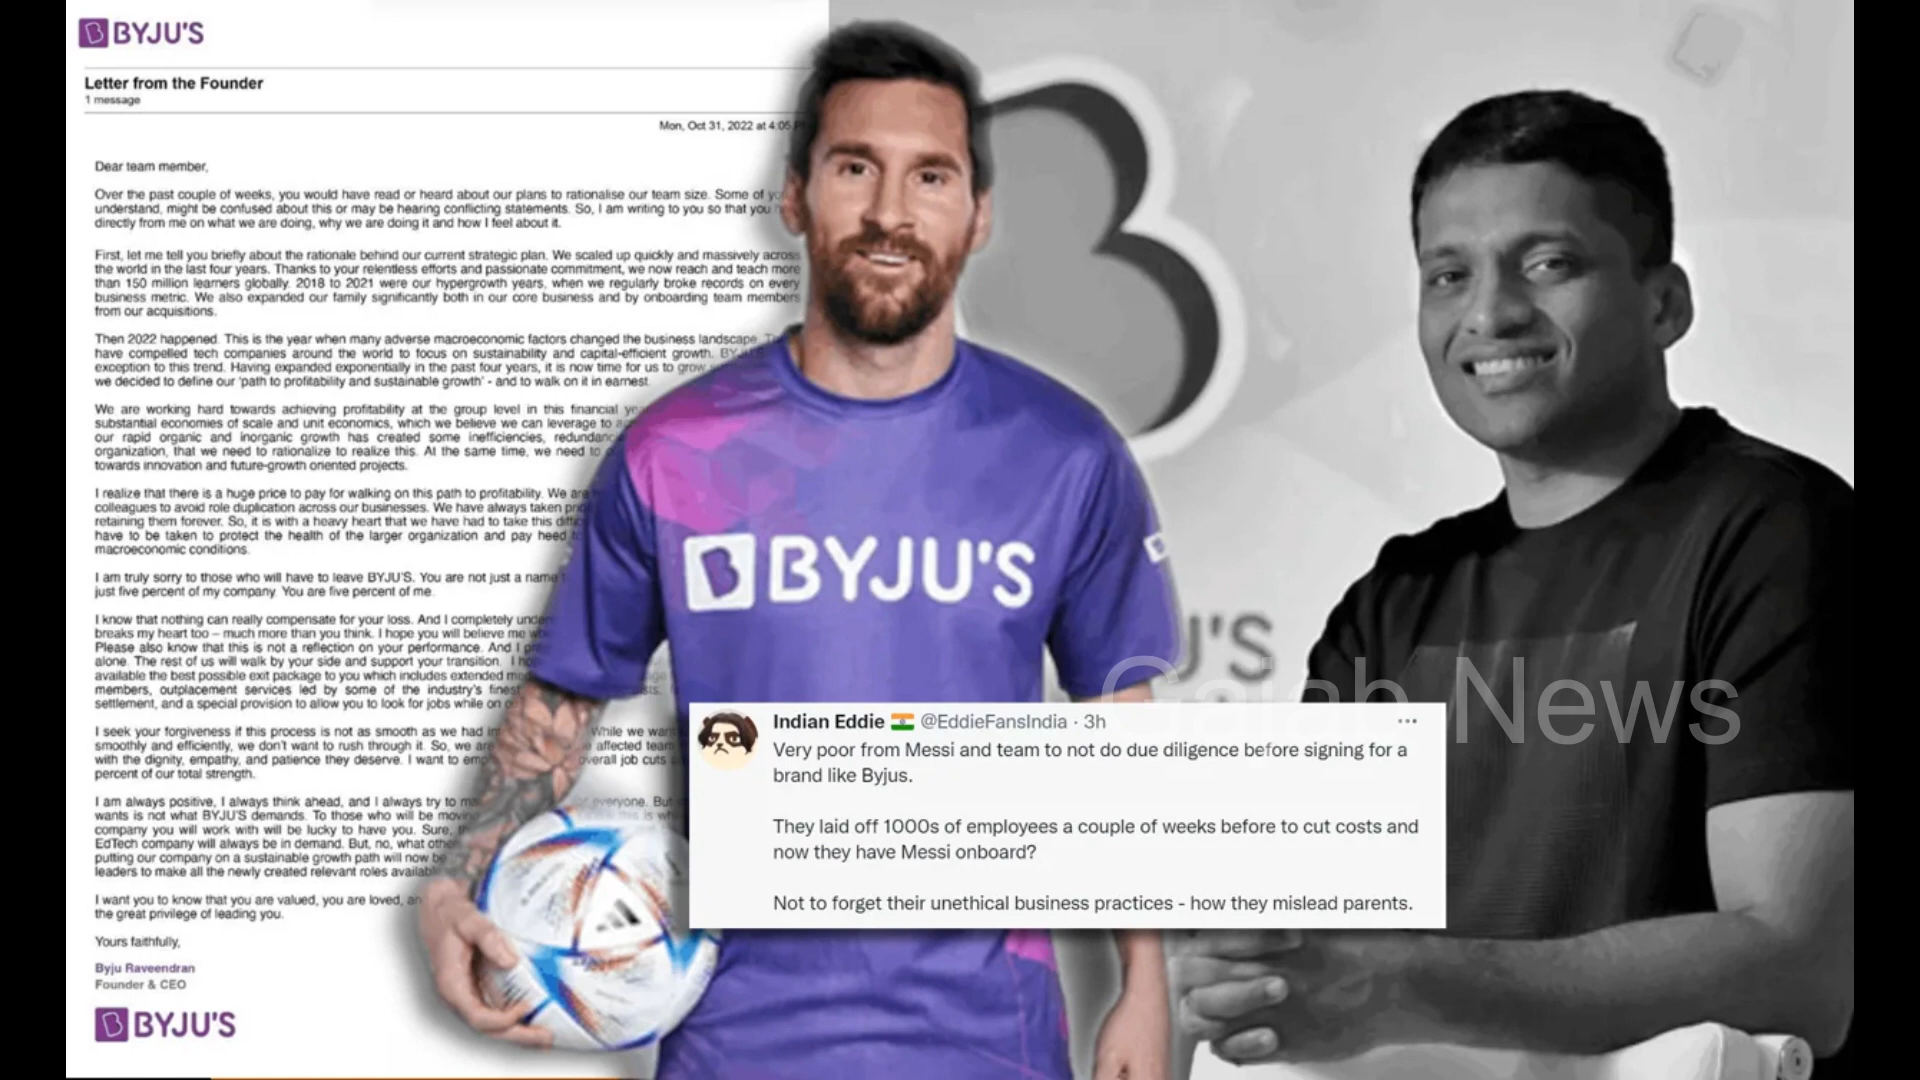 BYJU'S
Letter from the Founder
1 message
Mon, Oct 31, 2022 at 4:05
Dear team member,
Over the past couple of weeks, you would have read or heard about our plans to rationalise our team size. Some of
understand, might be confused about this or may be hearing conflicting statements. So, I am writing to you so that you
directly from me on what we are doing, why we are doing it and how I feel about it.
First, let me tell you briefly about the rationale behind our current strategic plan. We scaled up quickly and massively across
the world in the last four years. Thanks to your relentless efforts and passionate commitment, we now reach and teach more
than 150 million learners globally. 2018 to 2021 were our hypergrowth years, when we regularly broke records on every
business metric. We also expanded our family significantly both in our core business and by onboarding team members
from our acquisitions.
Then 2022 happened. This is the year when many adverse macroeconomic factors changed the business landscape.
have compelled tech companies around the world to focus on sustainability and capital-efficient growth.
exception to this trend. Having expanded exponentially in the past four years, it is now time for us to grow
we decided to define our 'path to profitability and sustainable growth' - and to walk on it in earnest.
We are working hard towards achieving profitability at the group level in this financial
substantial economies of scale and unit economics, which we believe we can leverage to
our rapid organic and inorganic growth has created some inefficiencies,
organization, that we need to rationalize to realize this. At the same time, we need to
towards innovation and future-growth oriented projects.
I realize that there is a huge price to pay for walking on this path to profitability. We are
colleagues to avoid role duplication across our businesses. We have always taken
retaining them forever. So, it is with a heavy heart that we have had to take this
have to be taken to protect the health of the larger organization and pay heed
macroeconomic conditions.
I am truly sorry to those who will have to leave BYJU'S. You are not just a name
just five percent of my company. You are five percent of me.
I know that nothing can really compensate for your loss. And I completely
breaks my heart too – much more than you think. I hope you will believe me
Please also know that this is not a reflection on your performance. And I
alone. The rest of us will walk by your side and support your transition. I
available the best possible exit package to you which includes extended
members, outplacement services led by some of the industry's finest
settlement, and a special provision to allow you to look for jobs while on
I seek your forgiveness if this process is not as smooth as we had While we
smoothly and efficiently, we don't want to rush through it. So, we are affected team
with the dignity, empathy, and patience they deserve. I want to overall job cuts
percent of our total strength.
I am always positive, I always think ahead, and I always try to everyone. But
wants is not what BYJU'S demands. To those who will be this is
company you will work with will be lucky to have you. Sure,
EdTech company will always be in demand. But, no, what
putting our company on a sustainable growth path will now be
leaders to make all the newly created relevant roles
I want you to know that you are valued, you are loved,
the great privilege of leading you.
Yours faithfully,
Byju Raveendran
Founder & CEO
BYJU'S
BYJU'S
J'S
Gajab News
Indian Eddie 🇮🇳 @EddieFansIndia · 3h
Very poor from Messi and team to not do due diligence before signing for a
brand like Byjus.
They laid off 1000s of employees a couple of weeks before to cut costs and
now they have Messi onboard?
Not to forget their unethical business practices - how they mislead parents.